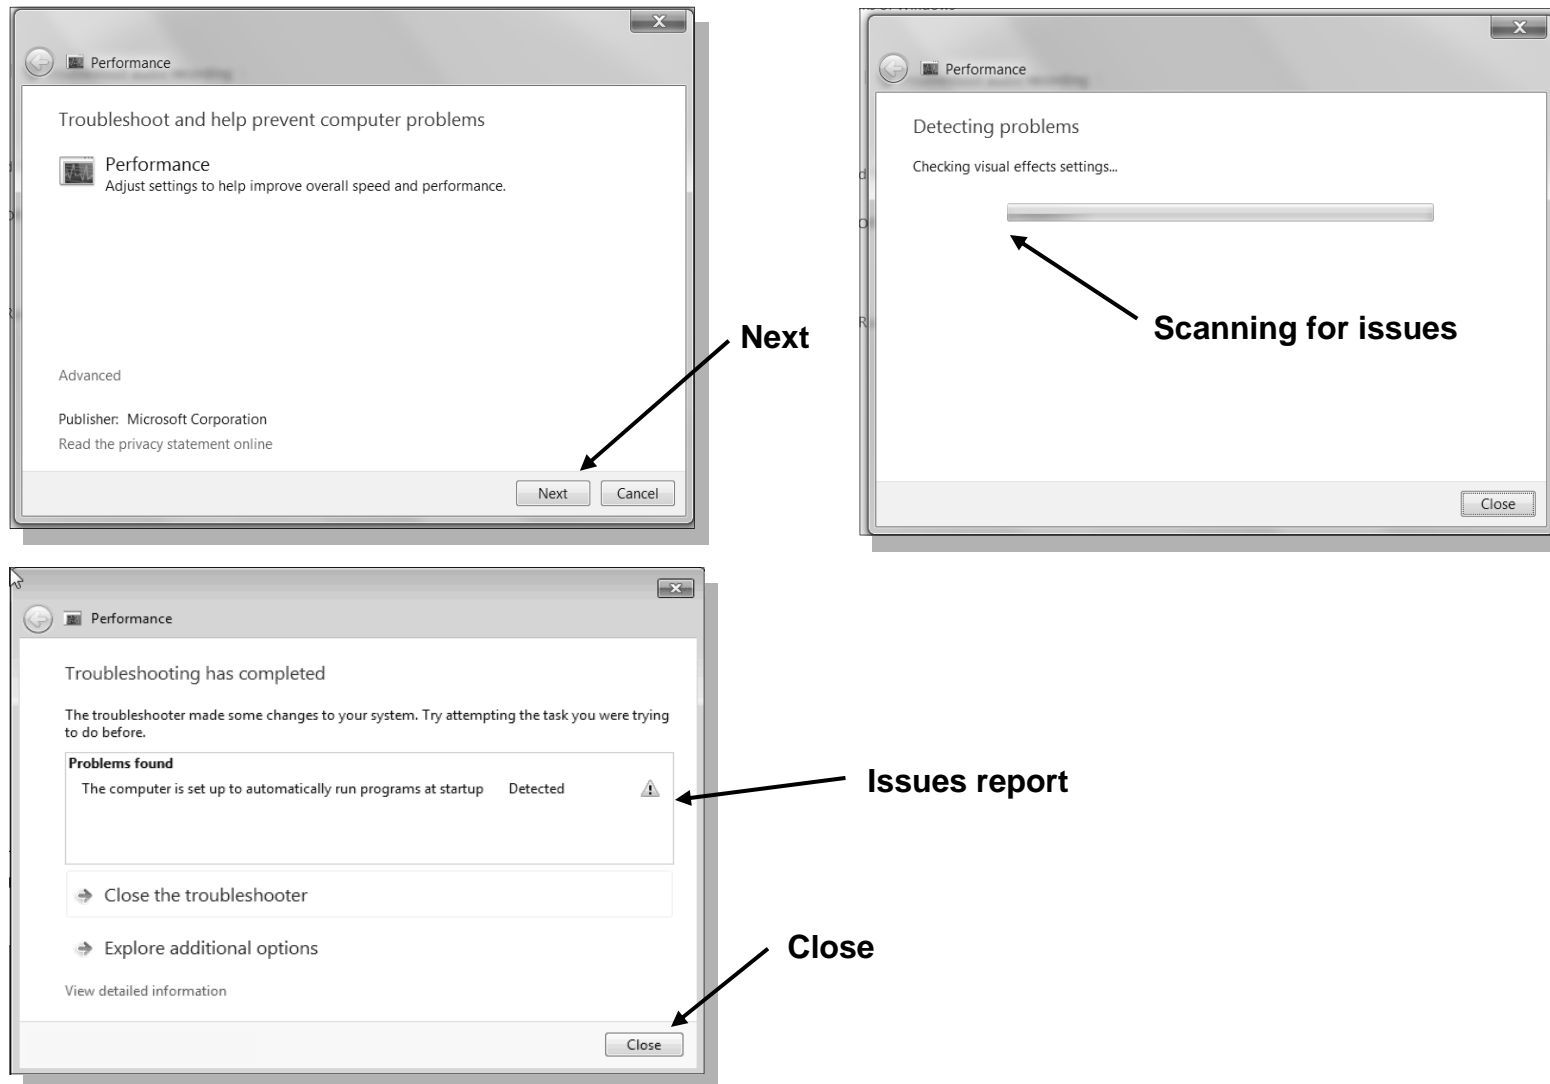 Performance
Troubleshoot and help prevent computer problems
Performance
Adjust settings to help improve overall speed and performance.
Advanced
Publisher: Microsoft Corporation
Read the privacy statement online
Next
Cancel
Next
Performance
Detecting problems
Checking visual effects settings...
Scanning for issues
Close
Performance
Troubleshooting has completed
The troubleshooter made some changes to your system. Try attempting the task you were trying
to do before.
Problems found
The computer is set up to automatically run programs at startup Detected
Issues report
Close the troubleshooter
Explore additional options
Close
View detailed information
Close